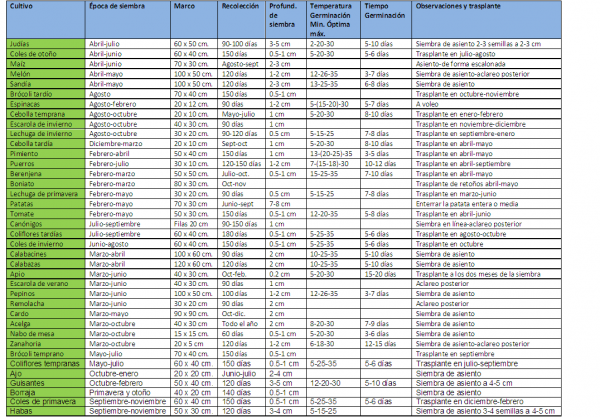 Cultivo Época de siembra Marco Recolección Profund. de siembra Temperatura Germinación Min. Óptima máx. Tiempo Germinación Observaciones y trasplante
Judías Abril-julio 60 x 50 cm. 90-100 días 3-5 cm 2-20-30 5-10 días Siembra de asiento 2-3 semillas a 2-3 cm
Coles de otoño Abril-junio 60 x 40 cm. 150 días 0.5-1 cm 5-25-35 5-6 días Trasplante en julio-agosto
Maíz Abril-junio 70 x 30 cm. Agosto-sept 2-3 cm Asiento-de forma escalonada
Melón Abril-mayo 100 x 50 cm. 120 días 1-2 cm 12-26-35 3-7 días Siembra de asiento-aclareo posterior
Sandía Abril-mayo 100 x 50 cm. 120 días 2-3 cm 13-25-35 6-8 días Siembra de asiento
Brócoli tardío Agosto 70 x 40 cm. 150 días 0.5-1 cm Trasplante en octubre-noviembre
Espinacas Agosto-febrero 20 x 12 cm. 90 días 1-2 cm 5-(15-20)-30 5-7 días A voleo
Cebolla temprana Agosto-octubre 20 x 10 cm. Mayo-julio 1 cm 5-20-30 8-10 días Trasplante en enero-febrero
Escarola de invierno Agosto-octubre 40 x 30 cm. 90 días 1 cm Trasplante en noviembre-diciembre
Lechuga de invierno Agosto-octubre 30 x 20 cm. 90-120 días 0.5 cm 5-15-25 7-8 días Trasplante en septiembre-enero
Cebolla tardía Diciembre-marzo 20 x 10 cm. Sept-oct 1 cm 5-20-30 8-10 días Trasplante en abril-mayo
Pimiento Febrero-abril 50 x 40 cm. 150 días 1 cm 13-(20-25)-35 3-5 días Trasplante en abril-mayo
Puerros Febrero-julio 30 x 10 cm. 120-150 días 1-2 cm 7-(15-18)-30 10-12 días Trasplante en abril-septiembre
Berenjena Febrero-marzo 50 x 50 cm. Julio-oct. 0.5-1 cm 15-25-35 7-10 días Trasplante en abril-mayo
Boniato Febrero-marzo 80 x 30 cm. Oct-nov Trasplante de retoños abril-mayo
Lechuga de primavera Febrero-mayo 30 x 20 cm. 90 días 0.5 cm 5-15-25 7-8 días Trasplante en marzo-junio
Patatas Febrero-mayo 70 x 30 cm. Junio-sept 7-8 cm Enterrar la patata entera o media
Tomate Febrero-mayo 50 x 30 cm. 150 días 0.5-1 cm 12-20-35 5-8 días Trasplante en abril-junio
Canónigos Julio-septiembre Filas 20 cm 90-150 días 1 cm Siembra en línea-aclareo posterior
Coliflores tardías Julio-septiembre 60 x 40 cm. 180 días 0.5-1 cm 5-25-35 5-6 días Trasplante en agosto-octubre
Coles de invierno Junio-agosto 60 x 40 cm. 150 días 0.5-1 cm 5-25-35 5-6 días Trasplante en octubre
Calabacines Marzo-abril 100 x 60 cm. 90 días 2 cm 10-25-35 5-10 días Siembra de asiento
Calabazas Marzo-abril 120 x 60 cm. 120 días 2 cm 10-25-35 5-10 días Siembra de asiento
Apio Marzo-junio 40 x 30 cm. Oct-feb. 0.2 cm 5-20-30 15-20 días Trasplante a los dos meses de la siembra
Escarola de verano Marzo-junio 40 x 30 cm. 90 días 1 cm Aclareo posterior
Pepinos Marzo-junio 100 x 50 cm. 100 días 1-2 cm 12-26-35 3-7 días Siembra de asiento
Remolacha Marzo-junio 30 x 20 cm. 90 días 2 cm Aclareo posterior
Cardo Marzo-mayo 90 x 90 cm. Oct-dic. 2 cm Siembra de asiento
Acelga Marzo-octubre 40 x 30 cm. Todo el año 2 cm 8-20-30 7-9 días Siembra de asiento
Nabo de mesa Marzo-octubre 15 x 15 cm. 60 días 0.5-1 cm 5-20-30 3-6 días Siembra de asiento
Zanahoria Marzo-octubre 20 x 5 cm 120 días 1-2 cm 6-18-30 12-15 días Siembra de asiento
Brócoli temprano Mayo-julio 70 x 40 cm. 150 días 0.5-1 cm
Coliflores tempranas Mayo-julio 60 x 40 cm 150 días 0.5-1 cm 5-25-35 5-6 días Trasplante en julio-septiembre
Ajo Octubre-enero 20 x 20 cm. Junio-julio 2-4 cm Siembra de asiento
Guisantes Octubre-febrero 50 x 40 cm 120 días 3-5 cm 12-20-30 5-10 días Siembra de asiento a 4-5 cm
Borraja Primavera y otoño 40 x 20 cm 140 días 0.5-1 cm Siembra de asiento
Coles de primavera Septiembre-noviembre 60 x 40 cm 150 días 0.5-1 cm 5-25-35 5-6 días Trasplante en diciembre-febrero
Habas Septiembre-noviembre 50 x 30 cm 120 días 3-4 cm 5-15-25 Siembra de asiento 3-4 semillas a 4-5 cm